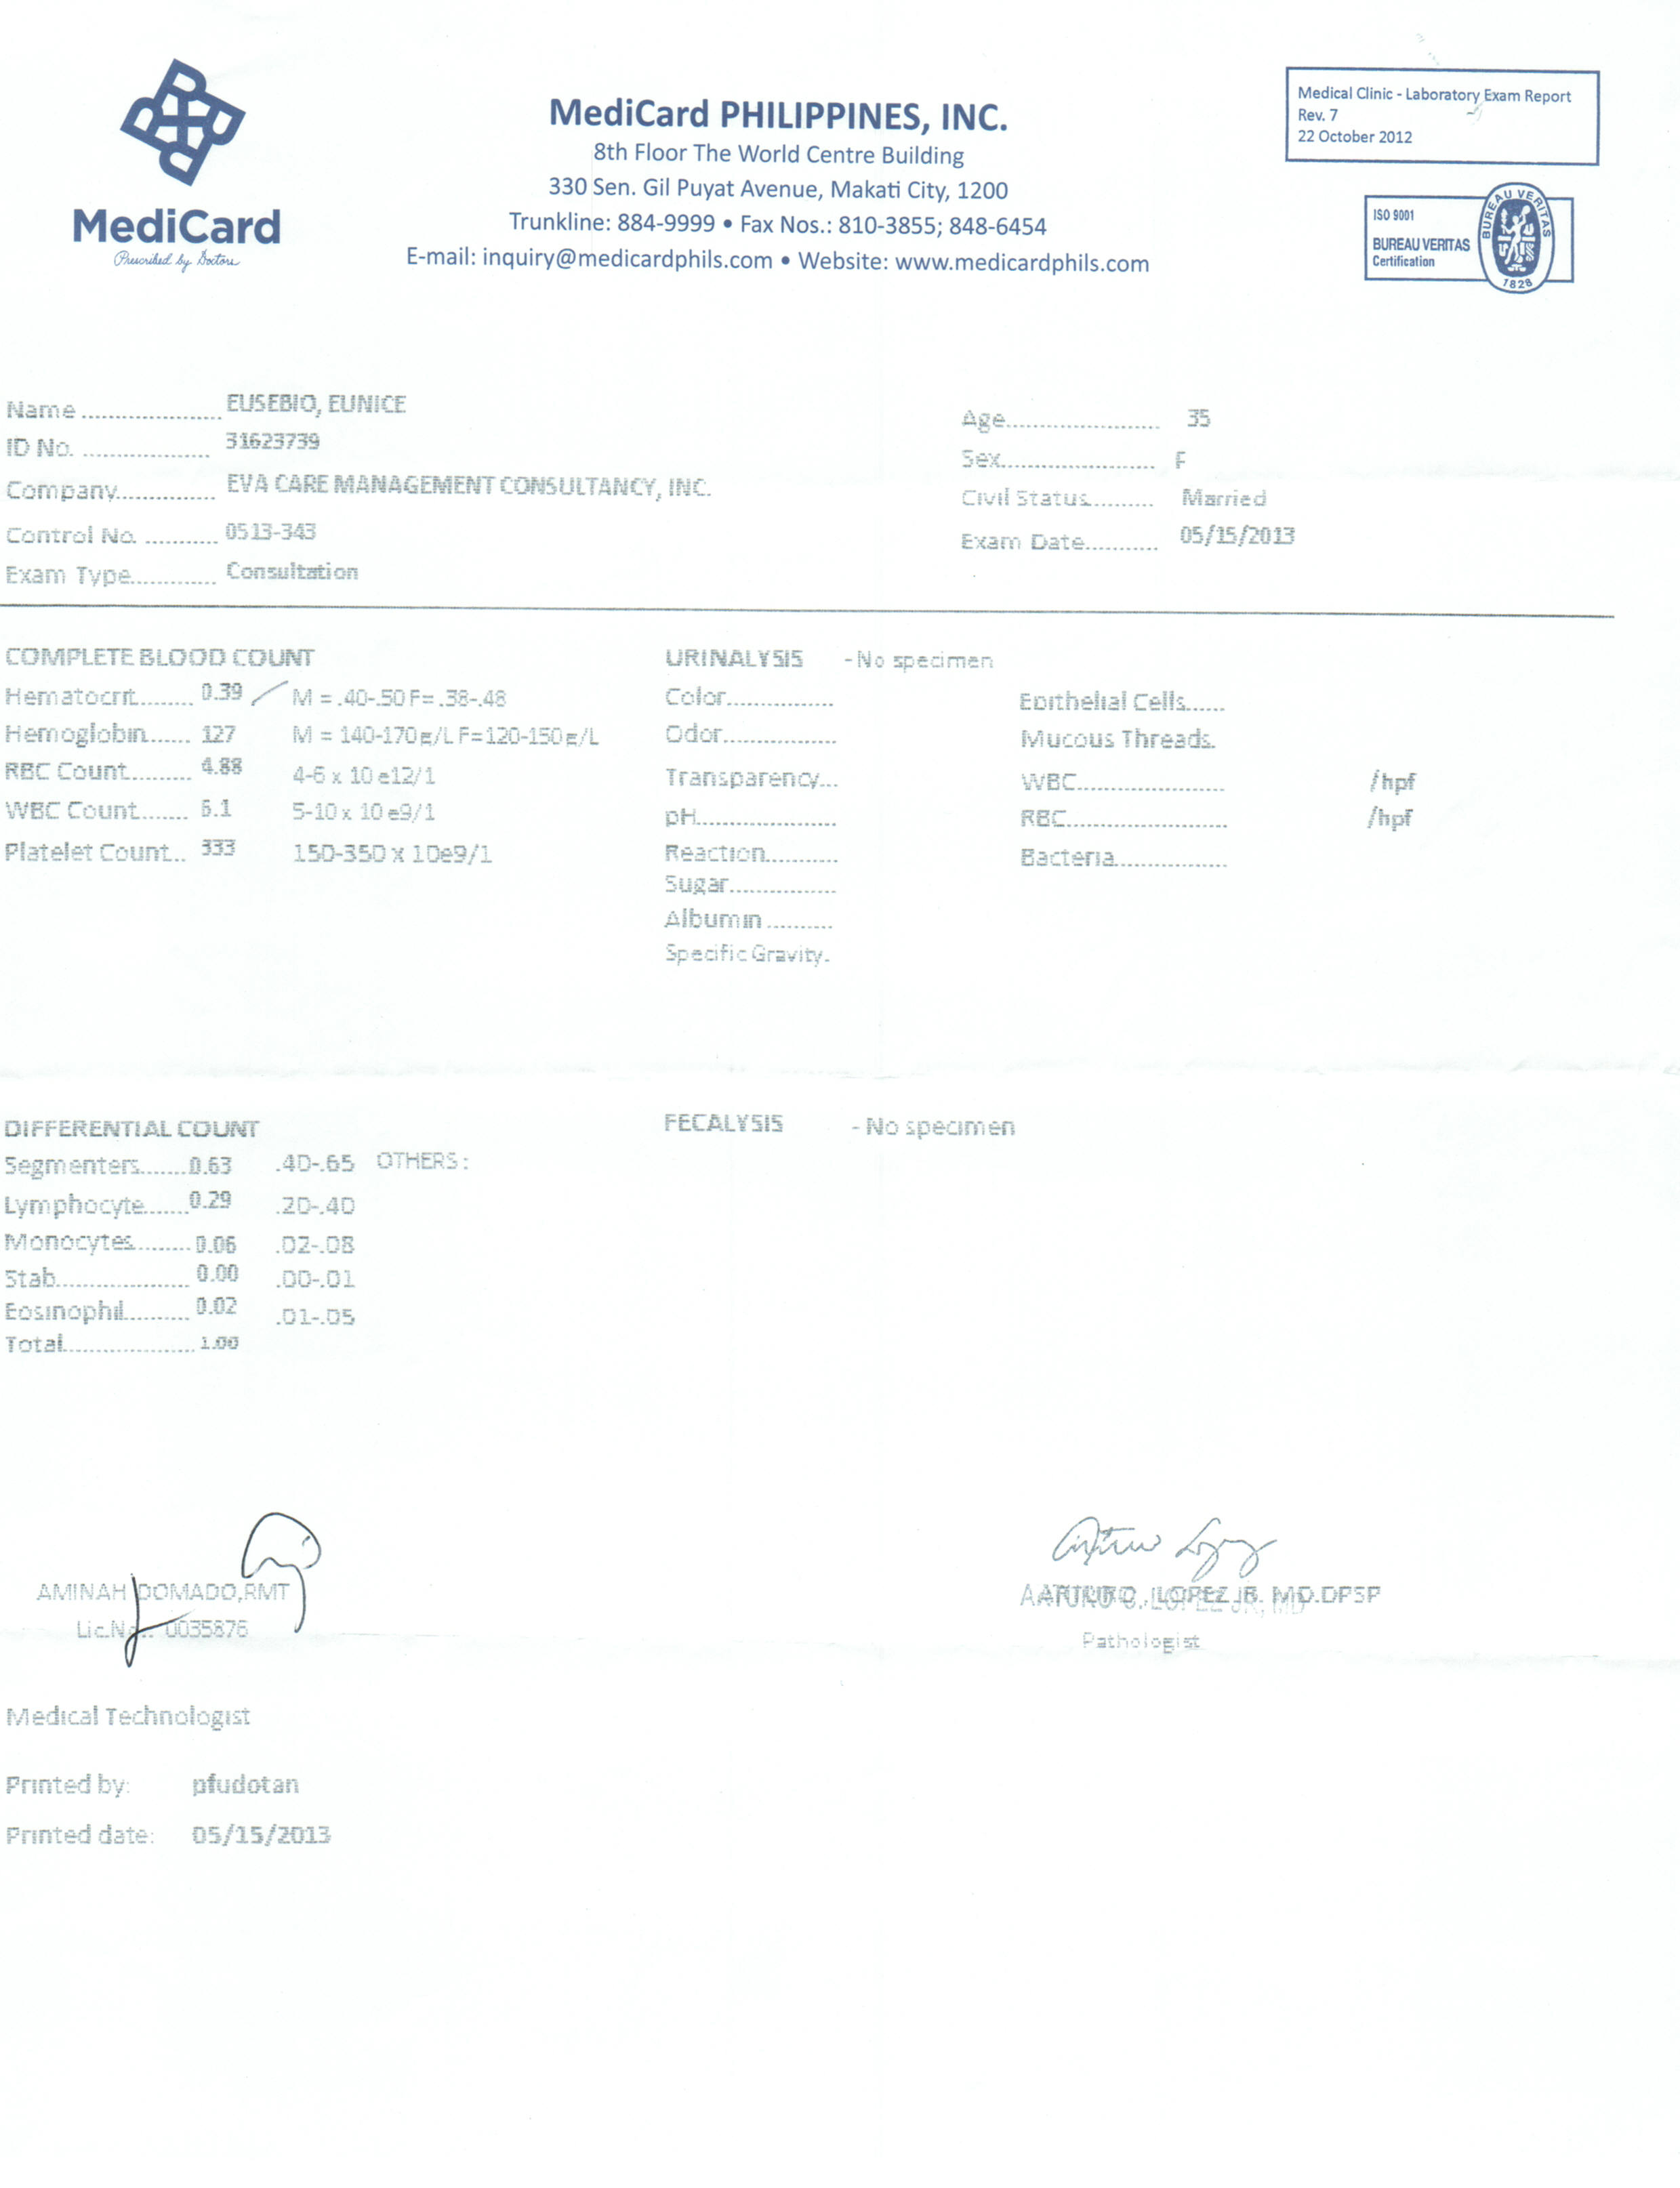 MediCard
Prescribed by Doctors
MediCard PHILIPPINES, INC.
8th Floor The World Centre Building
330 Sen. Gil Puyat Avenue, Makati City, 1200
Trunkline: 884-9999 • Fax Nos.: 810-3855; 848-6454
E-mail: inquiry@medicardphils.com • Website: www.medicardphils.com
Medical Clinic - Laboratory Exam Report
Rev. 7
22 October 2012
ISO 9001
BUREAU VERITAS
Certification
BUREAU VERITAS
1828
Name .................... EUSEBIO, EUNICE
ID No. .................. 31623739
Company.............. EVA CARE MANAGEMENT CONSULTANCY, INC.
Control No. ........... 0513-343
Exam Type............. Consultation
Age....................... 35
Sex....................... F
Civil Status......... Married
Exam Date........... 05/15/2013
COMPLETE BLOOD COUNT
Hematocrit........ 0.39 M = .40-.50 F= .38-.48
Hemoglobin...... 127 M = 140-170g/L F=120-150g/L
RBC Count......... 4.88 4-6 x 10 e12/1
WBC Count....... 5-10 x 10 e9/1
Platelet Count.. 333 150-350 x 10e9/1
URINALYSIS - No specimen
Color................
Odor.................
Transparency...
pH.....................
Reaction...........
Sugar................
Albumin ..........
Specific Gravity.
Epithelial Cells......
Mucous Threads.
WBC...................... /hpf
RBC........................ /hpf
Bacteria.................
DIFFERENTIAL COUNT
Segmenters.......0.63 .40-.65 OTHERS :
Lymphocyte.......0.29 .20-.40
Monocytes.........0.06 .02-.08
Stab.................... 0.00 .00-.01
Eosinophil.......... 0.02 .01-.05
Total.................... 1.00
FECALYSIS - No specimen
AMINAH DOMADO,RMT
Lic.No.: 0035876
Medical Technologist
ARTURO C. LOPEZ JR. MD.DPSP
Pathologist
Printed by: pfudotan
Printed date: 05/15/2013